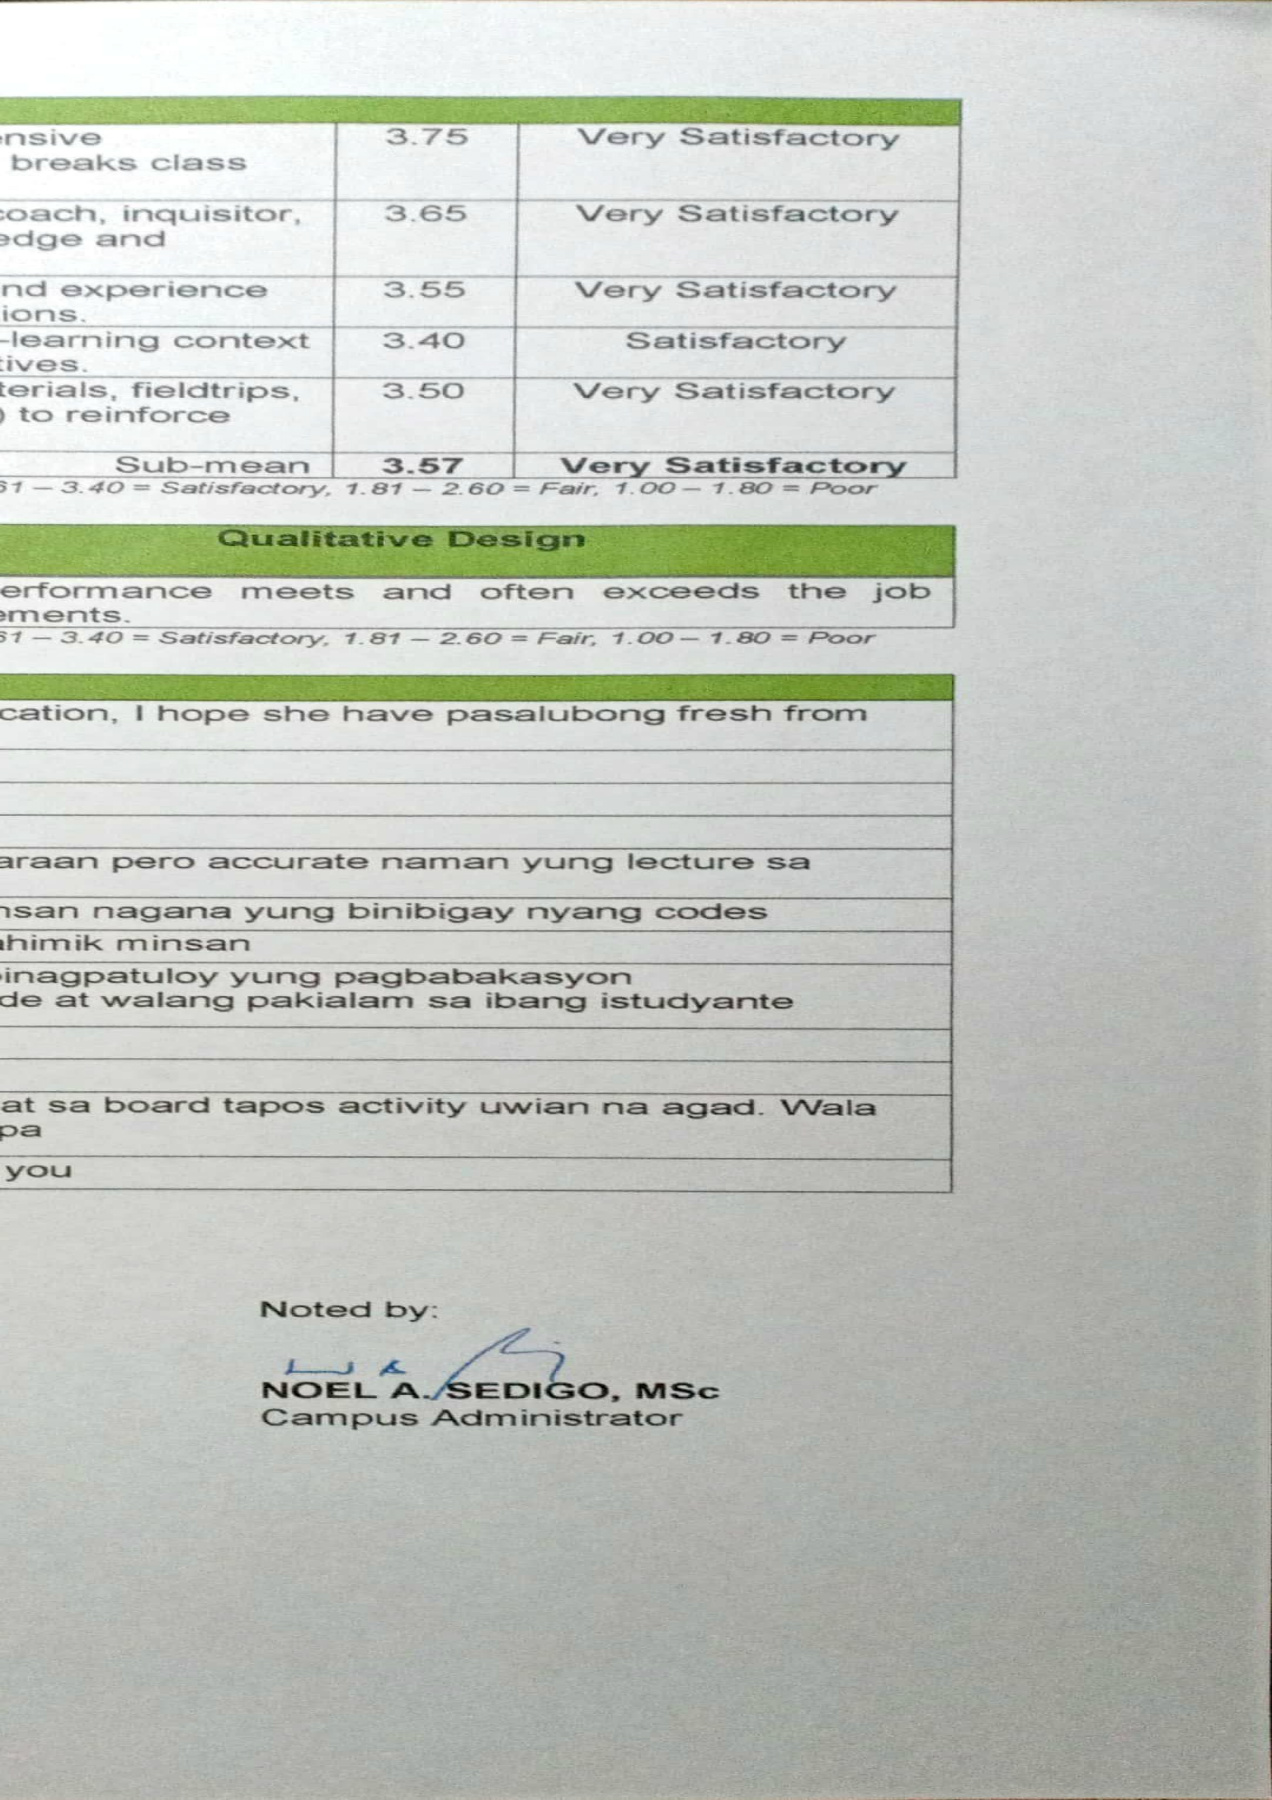 ensive 3.75 Very Satisfactory
breaks class
coach, inquisitor, 3.65 Very Satisfactory
edge and
nd experience 3.55 Very Satisfactory
ions.
-learning context 3.40 Satisfactory
tives.
terials, fieldtrips, 3.50 Very Satisfactory
) to reinforce
Sub-mean 3.57 Very Satisfactory
61 – 3.40 = Satisfactory, 1.81 – 2.60 = Fair, 1.00 – 1.80 = Poor
Qualitative Design
erformance meets and often exceeds the job
ements.
61 – 3.40 = Satisfactory, 1.81 – 2.60 = Fair, 1.00 – 1.80 = Poor
cation, I hope she have pasalubong fresh from
araan pero accurate naman yung lecture sa
nsan nagana yung binibigay nyang codes
ahimik minsan
inagpatuloy yung pagbabakasyon
de at walang pakialam sa ibang istudyante
at sa board tapos activity uwian na agad. Wala
pa
you
Noted by:
NOEL A. SEDIGO, MSc
Campus Administrator